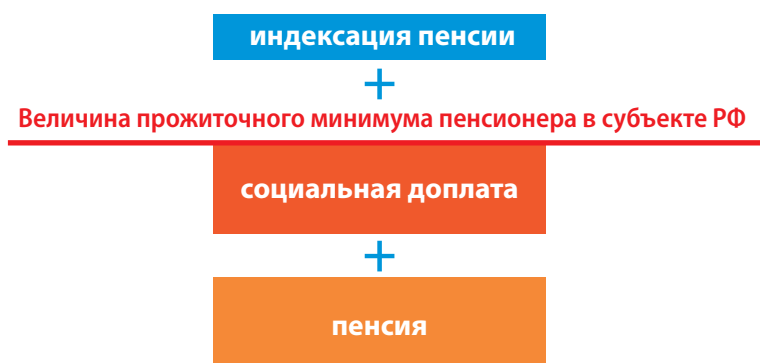 индексация пенсии
+
Величина прожиточного минимума пенсионера в субъекте РФ
социальная доплата
+
пенсия